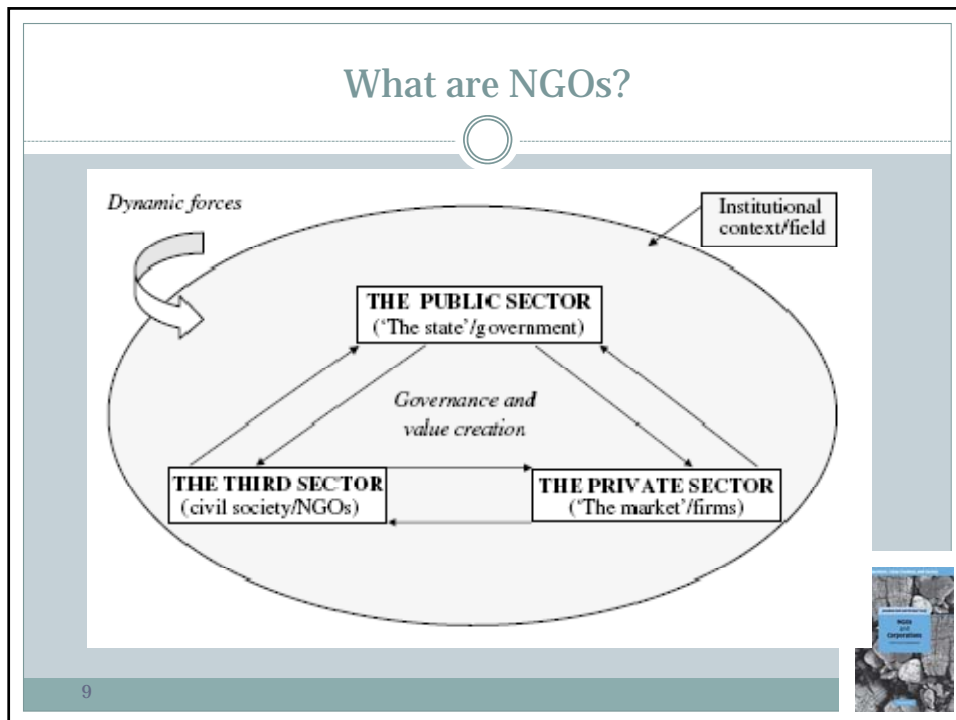 What are NGOs?
Dynamic forces
Institutional
context/field
THE PUBLIC SECTOR
('The state'/government)
Governance and
value creation
THE THIRD SECTOR
(civil society/NGOs)
THE PRIVATE SECTOR
('The market'/firms)
NGOs
and
Corporations
9